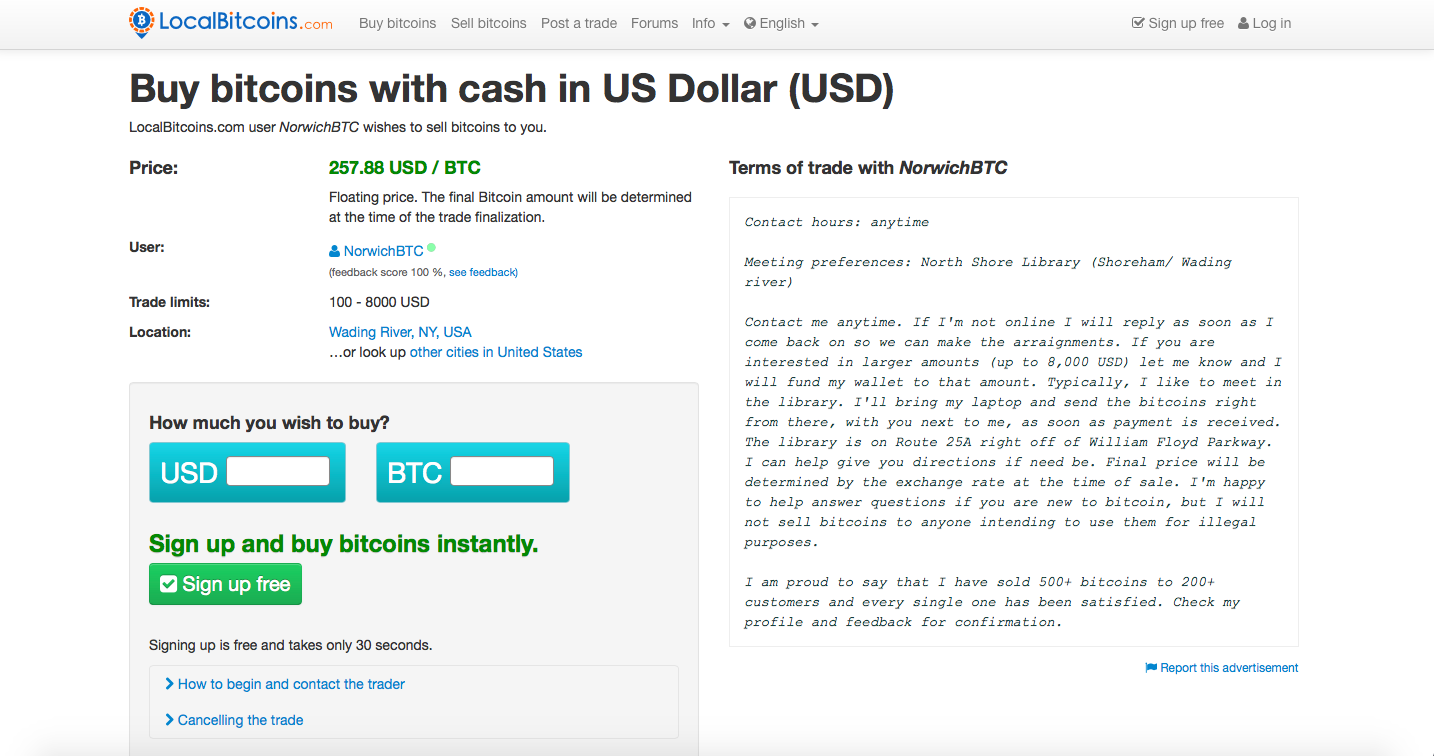 LocalBitcoins.com Buy bitcoins Sell bitcoins Post a trade Forums Info English Sign up free Log in
Buy bitcoins with cash in US Dollar (USD)
LocalBitcoins.com user NorwichBTC wishes to sell bitcoins to you.
Price: 257.88 USD / BTC
Floating price. The final Bitcoin amount will be determined
at the time of the trade finalization.
User: NorwichBTC
(feedback score 100 %, see feedback)
Trade limits: 100 - 8000 USD
Location: Wading River, NY, USA
…or look up other cities in United States
How much you wish to buy?
USD BTC
Sign up and buy bitcoins instantly.
Sign up free
Signing up is free and takes only 30 seconds.
How to begin and contact the trader
Cancelling the trade
Terms of trade with NorwichBTC
Contact hours: anytime
Meeting preferences: North Shore Library (Shoreham/ Wading
river)
Contact me anytime. If I'm not online I will reply as soon as I
come back on so we can make the arraignments. If you are
interested in larger amounts (up to 8,000 USD) let me know and I
will fund my wallet to that amount. Typically, I like to meet in
the library. I'll bring my laptop and send the bitcoins right
from there, with you next to me, as soon as payment is received.
The library is on Route 25A right off of William Floyd Parkway.
I can help give you directions if need be. Final price will be
determined by the exchange rate at the time of sale. I'm happy
to help answer questions if you are new to bitcoin, but I will
not sell bitcoins to anyone intending to use them for illegal
purposes.
I am proud to say that I have sold 500+ bitcoins to 200+
customers and every single one has been satisfied. Check my
profile and feedback for confirmation.
Report this advertisement